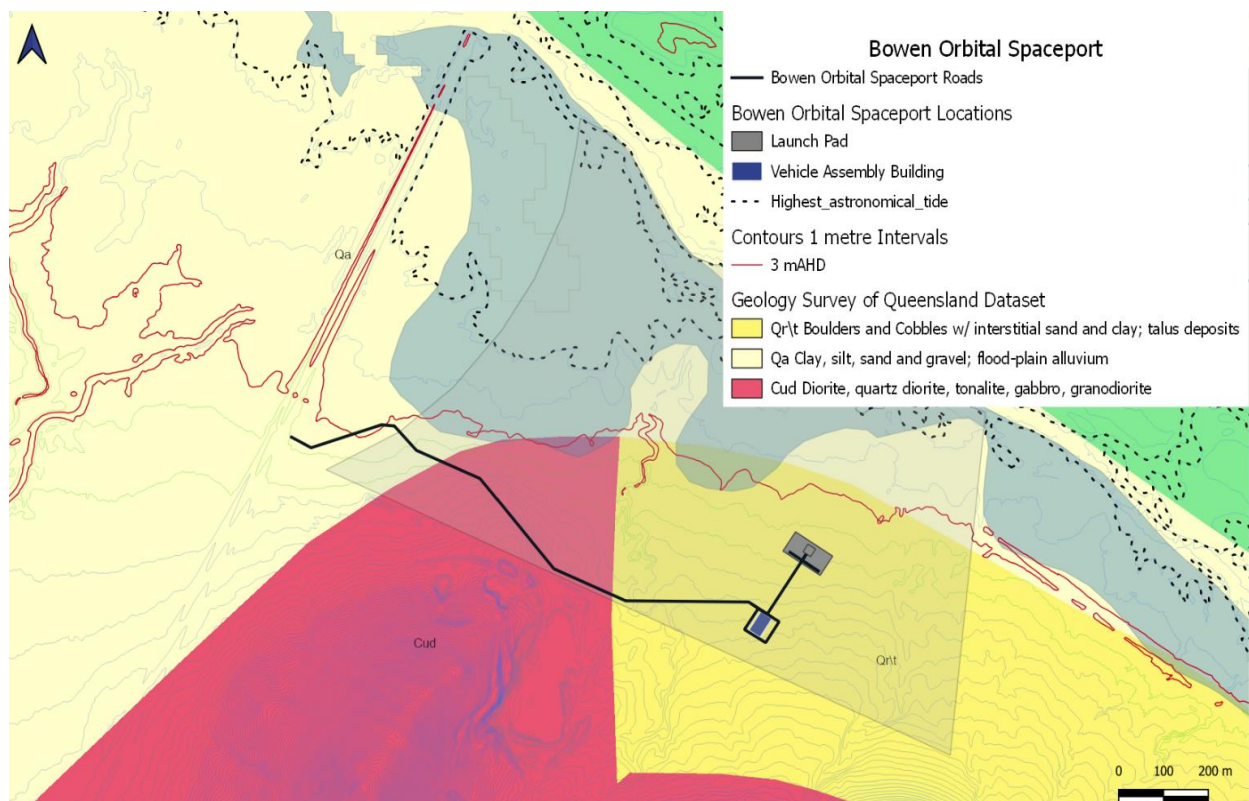 Bowen Orbital Spaceport
Bowen Orbital Spaceport Roads
Bowen Orbital Spaceport Locations
Launch Pad
Vehicle Assembly Building
Highest_astronomical_tide
Contours 1 metre Intervals
3 mAHD
Geology Survey of Queensland Dataset
Qr\t Boulders and Cobbles w/ interstitial sand and clay; talus deposits
Qa Clay, silt, sand and gravel; flood-plain alluvium
Cud Diorite, quartz diorite, tonalite, gabbro, granodiorite
Qa
Cud
Qr\t
0 100 200 m